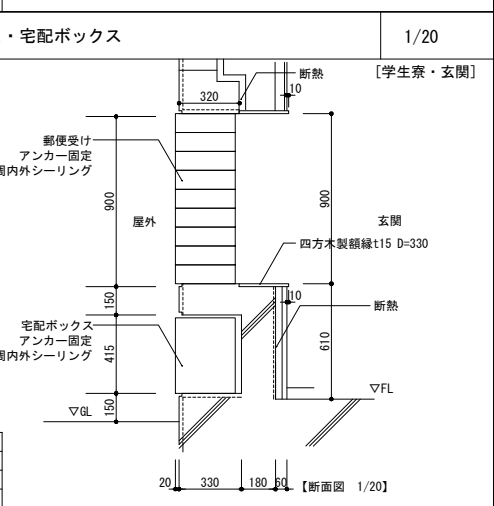 ・宅配ボックス
1/20
[学生寮・玄関]
断熱
320
10
郵便受け
アンカー固定
周内外シーリング
900
屋外
900
玄関
四方木製額縁t15 D=330
150
10
断熱
宅配ボックス
アンカー固定
周内外シーリング
415
610
150
▽GL
▽FL
20
330
180
60
【断面図 1/20】